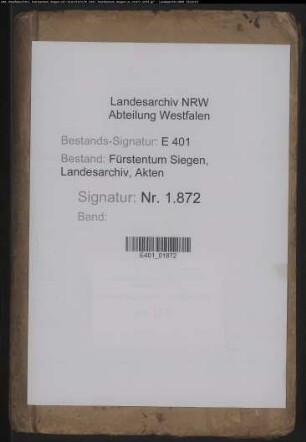 Landesarchiv NRW
Abteilung Westfalen
Bestands-Signatur: E 401
Bestand: Fürstentum Siegen,
Landesarchiv, Akten
Signatur: Nr. 1.872
Band:
E401_01872